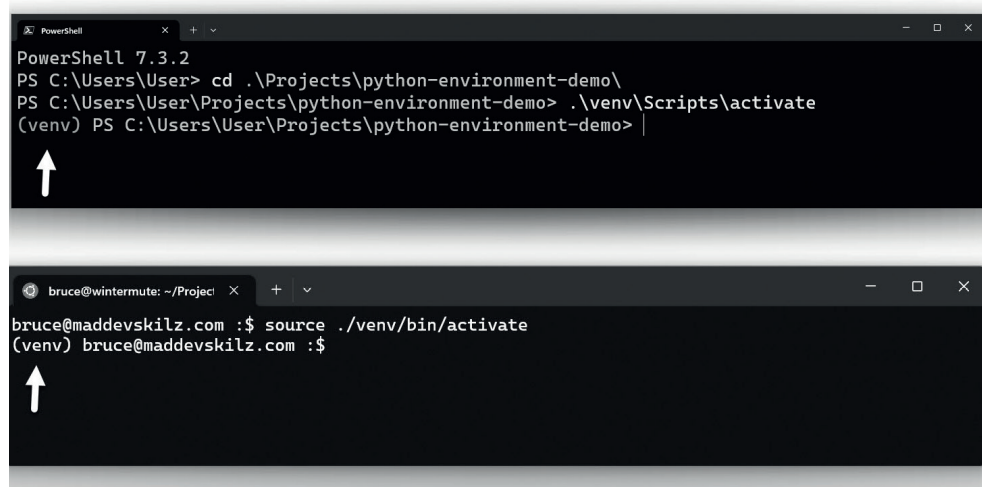 PowerShell
PowerShell 7.3.2
PS C:\Users\User> cd .\Projects\python-environment-demo\
PS C:\Users\User\Projects\python-environment-demo> .\venv\Scripts\activate
(venv) PS C:\Users\User\Projects\python-environment-demo>
bruce@wintermute: ~/Project
bruce@maddevskilz.com :$ source ./venv/bin/activate
(venv) bruce@maddevskilz.com :$